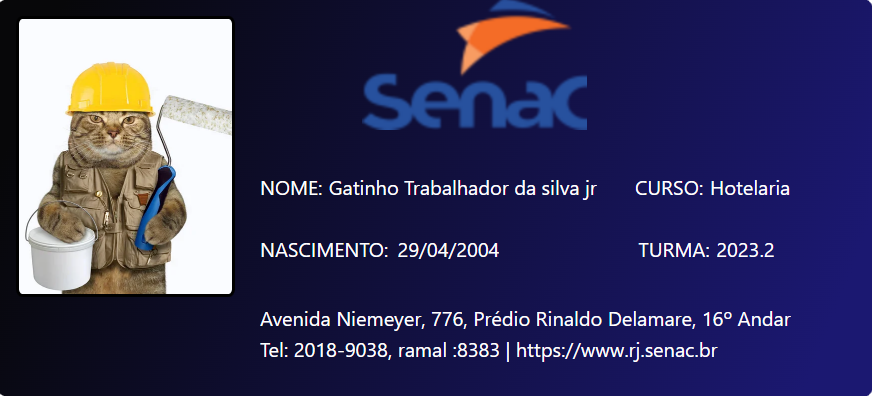 Senac
NOME: Gatinho Trabalhador da silva jr CURSO: Hotelaria
NASCIMENTO: 29/04/2004 TURMA: 2023.2
Avenida Niemeyer, 776, Prédio Rinaldo Delamare, 16º Andar
Tel: 2018-9038, ramal :8383 | https://www.rj.senac.br